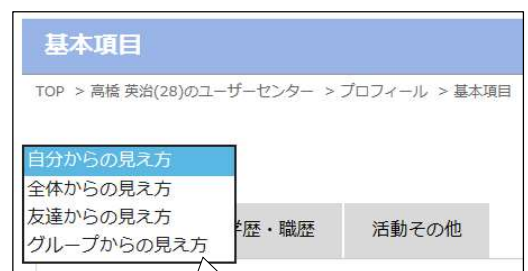 基本項目
TOP > 高橋 英治(28)のユーザーセンター > プロフィール > 基本項目
自分からの見え方
全体からの見え方
友達からの見え方
グループからの見え方
歴・職歴
活動その他